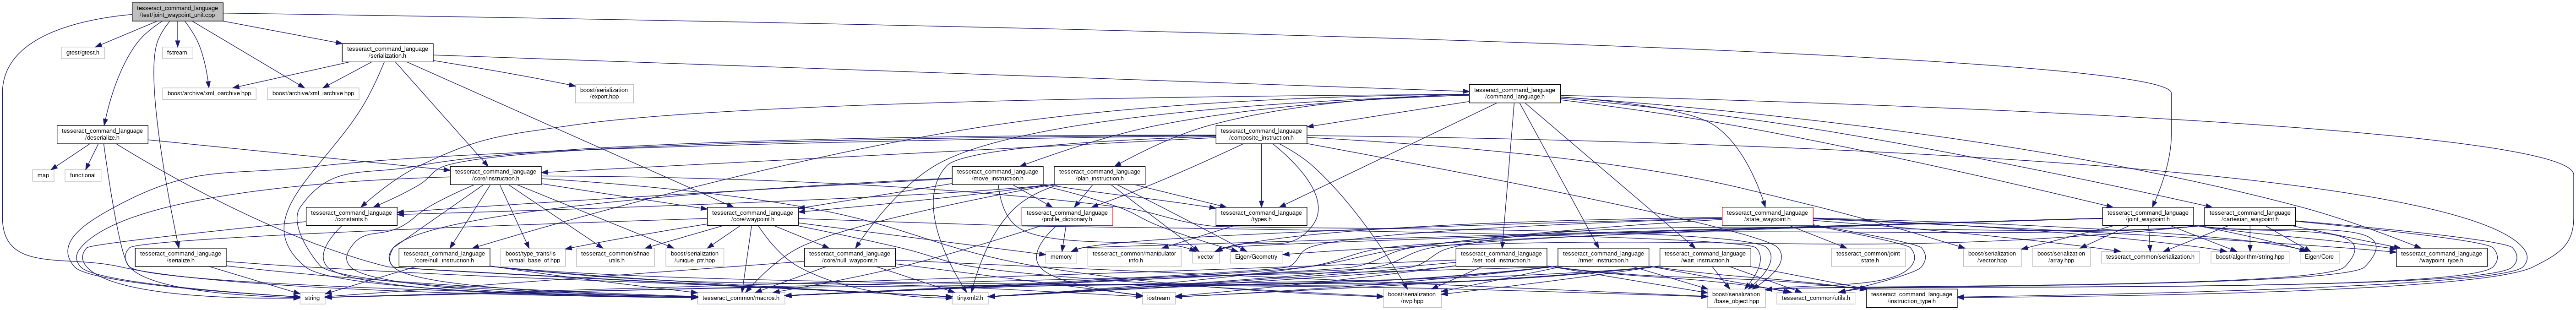 tesseract_command_language
/test/joint_waypoint_unit.cpp
gtest/gtest.h
fstream
tesseract_command_language
/serialization.h
boost/archive/xml_oarchive.hpp
boost/archive/xml_iarchive.hpp
boost/serialization
/export.hpp
tesseract_command_language
/command_language.h
tesseract_command_language
/deserialize.h
tesseract_command_language
/composite_instruction.h
map
functional
tesseract_command_language
/core/instruction.h
tesseract_command_language
/move_instruction.h
tesseract_command_language
/plan_instruction.h
tesseract_command_language
/constants.h
tesseract_command_language
/core/waypoint.h
tesseract_command_language
/profile_dictionary.h
tesseract_command_language
/types.h
tesseract_command_language
/state_waypoint.h
tesseract_command_language
/joint_waypoint.h
tesseract_command_language
/cartesian_waypoint.h
tesseract_command_language
/serialize.h
tesseract_command_language
/core/null_instruction.h
boost/type_traits/is
_virtual_base_of.hpp
tesseract_common/sfinae
_utils.h
boost/serialization
/unique_ptr.hpp
tesseract_command_language
/core/null_waypoint.h
memory
tesseract_common/manipulator
_info.h
vector
Eigen/Geometry
tesseract_command_language
/set_tool_instruction.h
tesseract_command_language
/timer_instruction.h
tesseract_command_language
/wait_instruction.h
tesseract_common/joint
_state.h
boost/serialization
/vector.hpp
boost/serialization
/array.hpp
tesseract_common/serialization.h
boost/algorithm/string.hpp
Eigen/Core
tesseract_command_language
/waypoint_type.h
string
tesseract_common/macros.h
tinyxml2.h
iostream
boost/serialization
/nvp.hpp
boost/serialization
/base_object.hpp
tesseract_common/utils.h
tesseract_command_language
/instruction_type.h